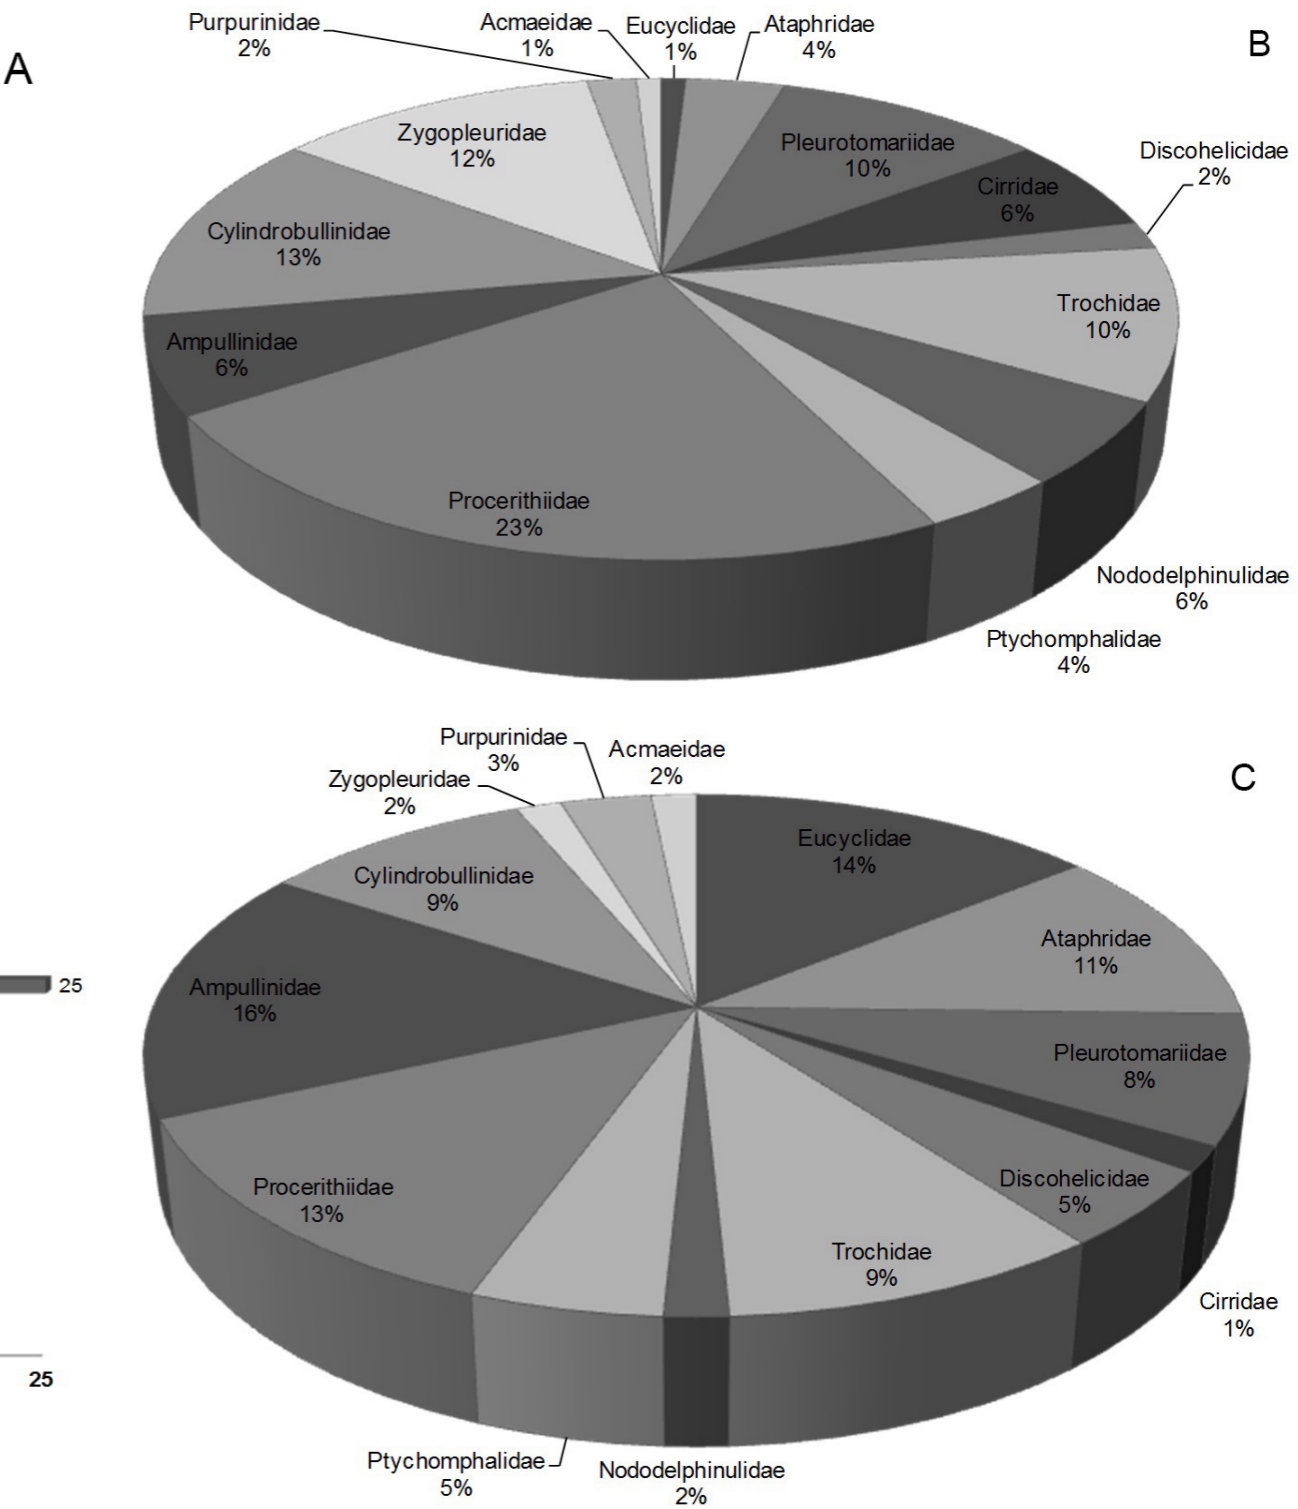 A
B
Purpurinidae
2%
Acmaeidae
1%
Eucyclidae
1%
Ataphridae
4%
Pleurotomariidae
10%
Discohelicidae
2%
Cirridae
6%
Zygopleuridae
12%
Cylindrobullinidae
13%
Trochidae
10%
Ampullinidae
6%
Procerithiidae
23%
Nododelphinulidae
6%
Ptychomphalidae
4%
C
Purpurinidae
3%
Acmaeidae
2%
Zygopleuridae
2%
Eucyclidae
14%
Cylindrobullinidae
9%
Ataphridae
11%
25
Ampullinidae
16%
Pleurotomariidae
8%
Discohelicidae
5%
Procerithiidae
13%
Trochidae
9%
Cirridae
1%
25
Ptychomphalidae
5%
Nododelphinulidae
2%